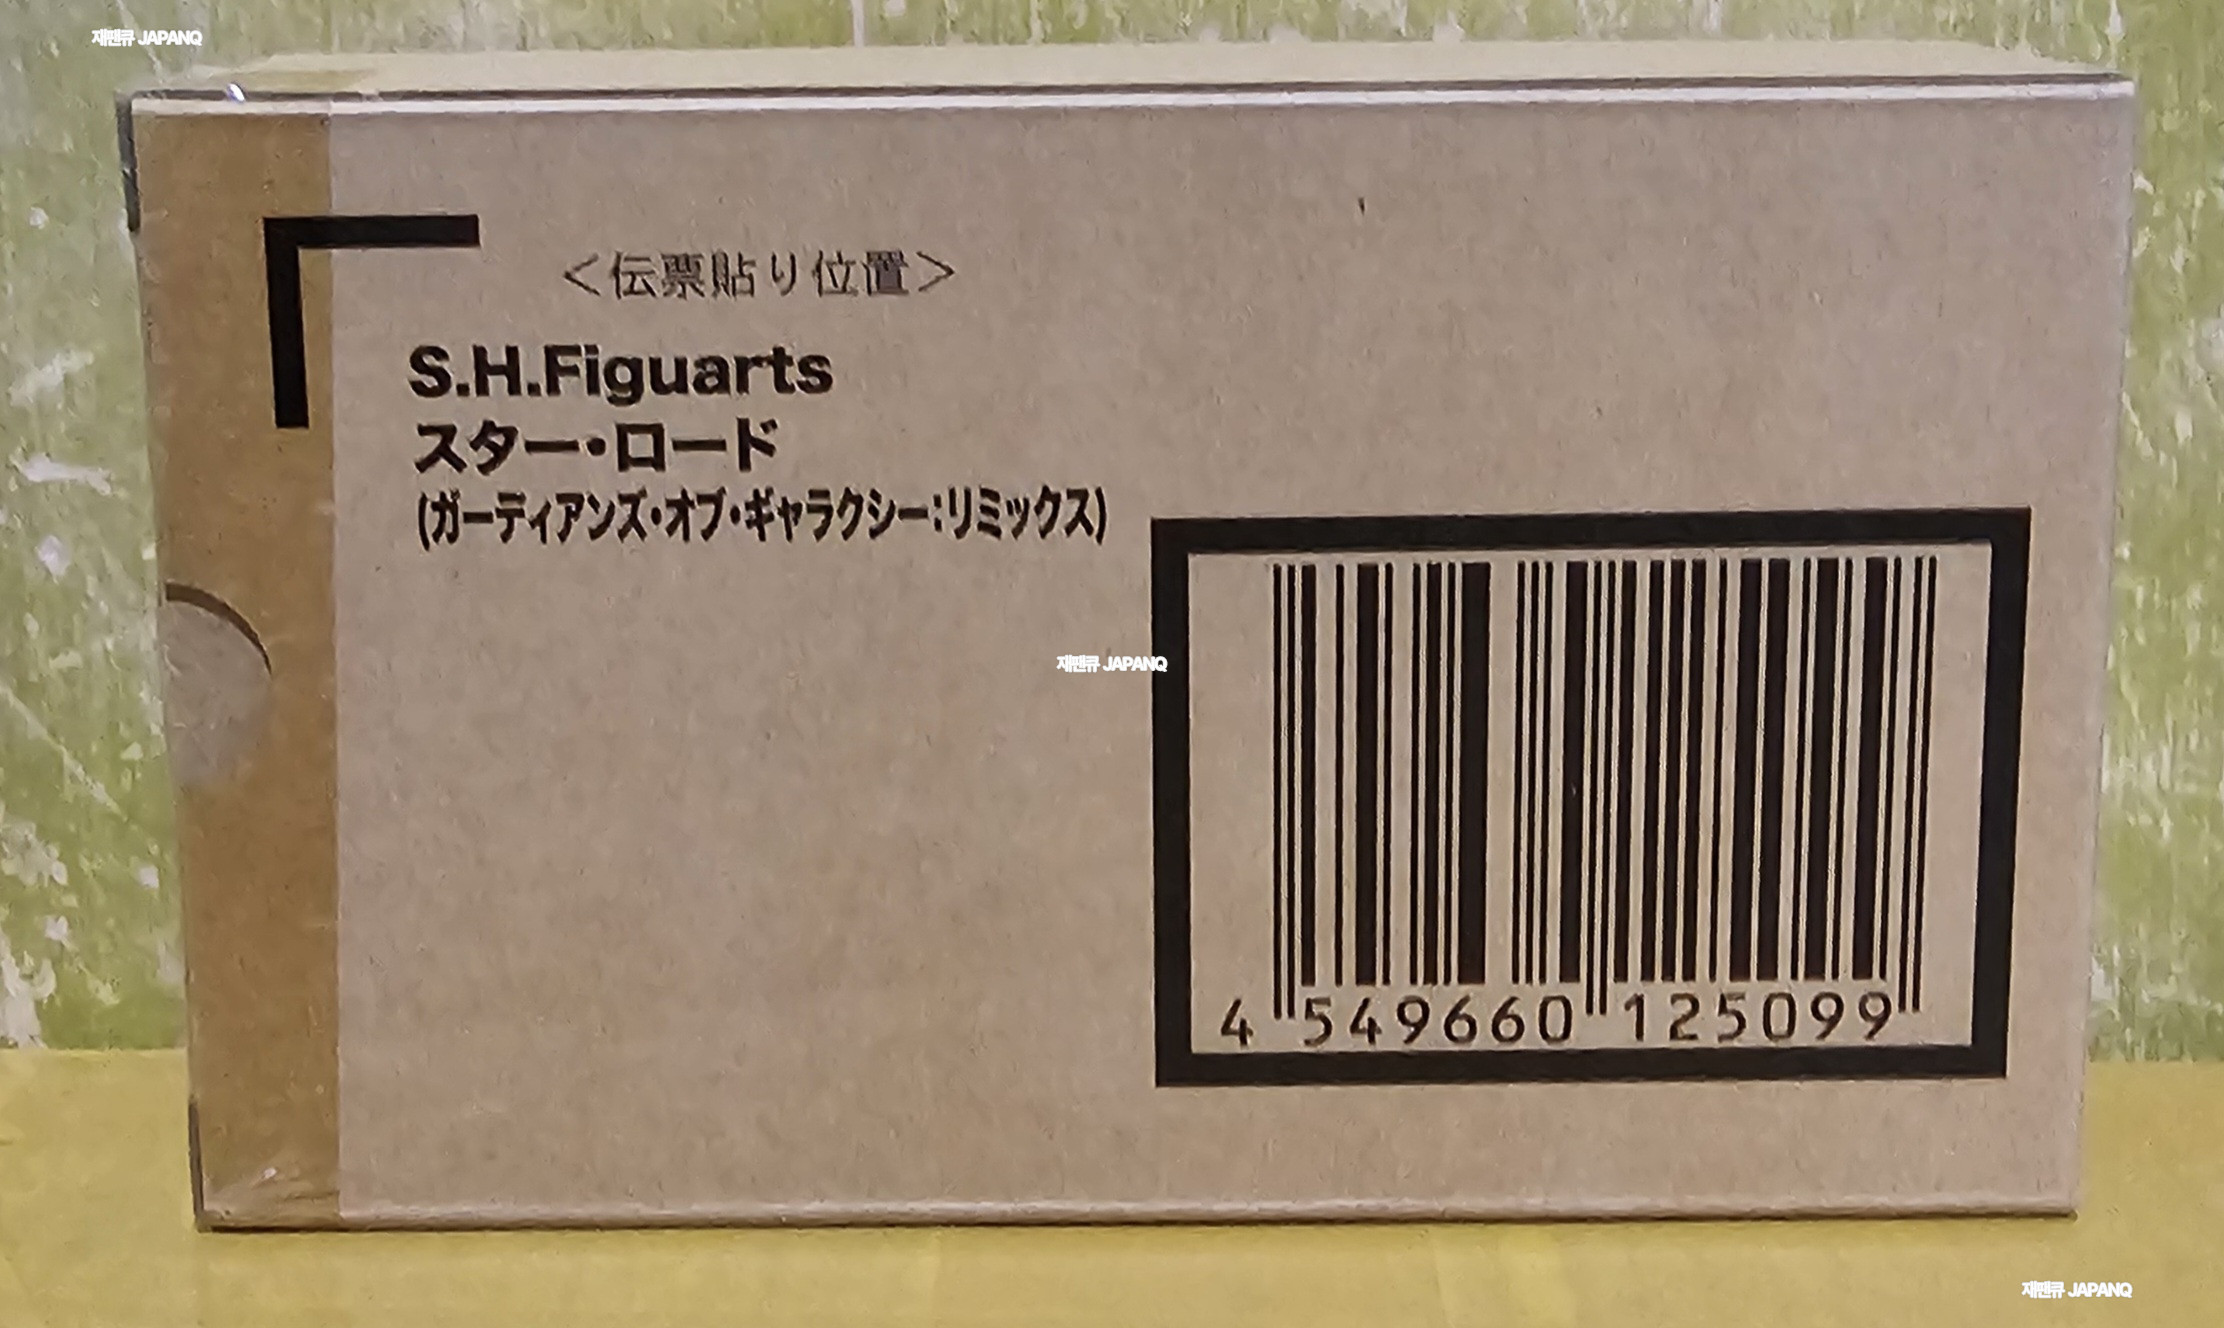 재팬큐 JAPANQ
＜伝票貼り位置＞
S.H.Figuarts
スター・ロード
(ガーディアンズ・オブ・ギャラクシー:リミックス)
재팬큐 JAPANQ
4 549660 125099
재팬큐 JAPANQ